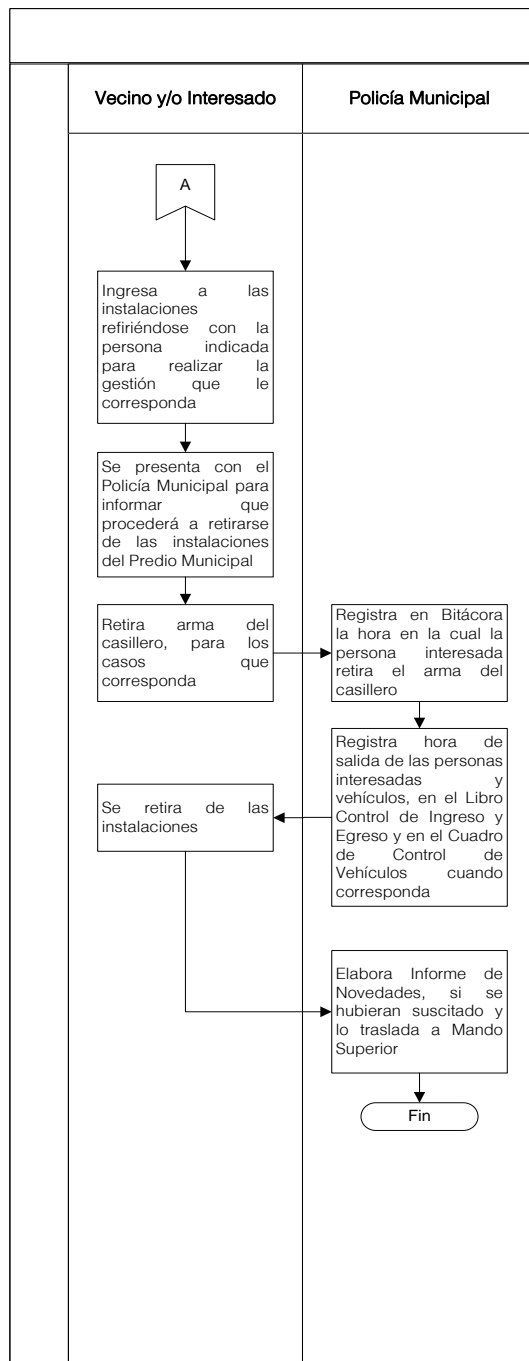 Vecino y/o Interesado
Policía Municipal
A
Ingresa a las
instalaciones
refiriéndose con la
persona indicada
para realizar la
gestión que le
corresponda
Se presenta con el
Policía Municipal para
informar que
procederá a retirarse
de las instalaciones
del Predio Municipal
Retira arma del
casillero, para los
casos que
corresponda
Registra en Bitácora
la hora en la cual la
persona interesada
retira el arma del
casillero
Registra hora de
salida de las personas
interesadas y
vehículos, en el Libro
Control de Ingreso y
Egreso y en el Cuadro
de Control de
Vehículos cuando
corresponda
Se retira de las
instalaciones
Elabora Informe de
Novedades, si se
hubieran suscitado y
lo traslada a Mando
Superior
Fin